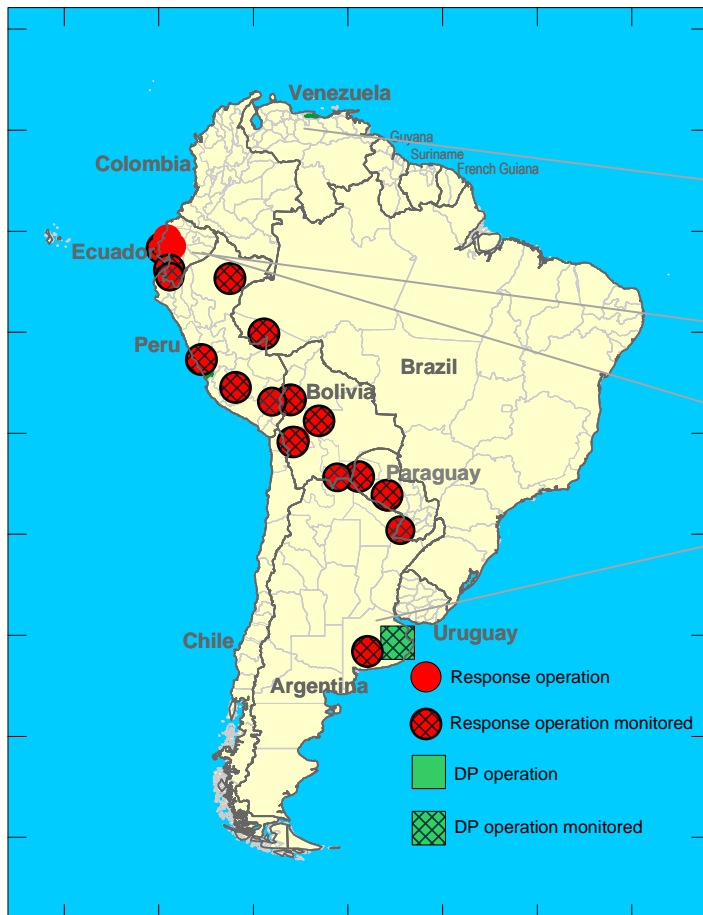 Venezuela
Guyana
Suriname
French Guiana
Colombia
Ecuado
Peru
Brazil
Bolivia
Paraguay
Chile
Uruguay
Argentina
Response operation
Response operation monitored
DP operation
DP operation monitored